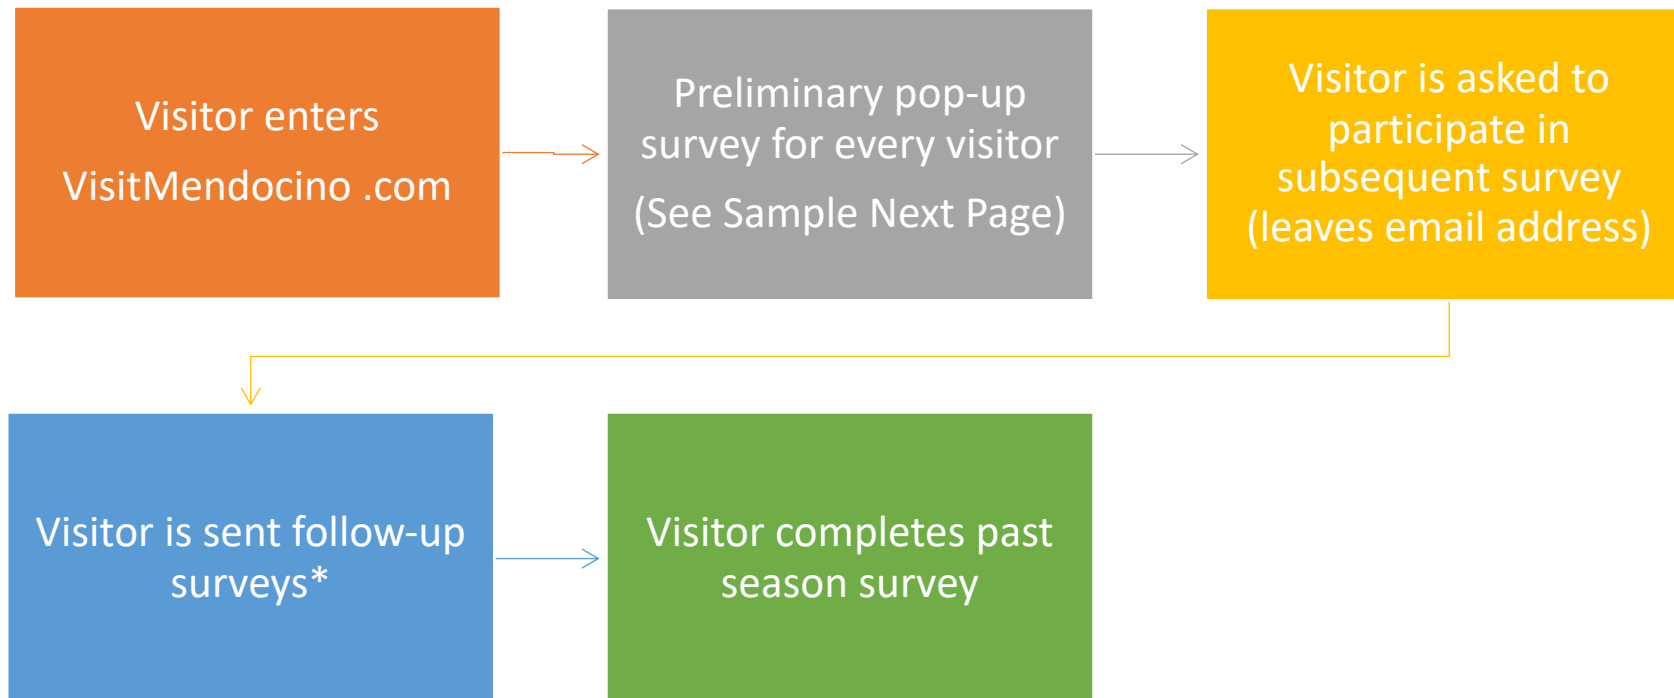 Visitor enters
VisitMendocino .com
Preliminary pop-up
survey for every visitor
(See Sample Next Page)
Visitor is asked to
participate in
subsequent survey
(leaves email address)
Visitor is sent follow-up
surveys*
Visitor completes past
season survey